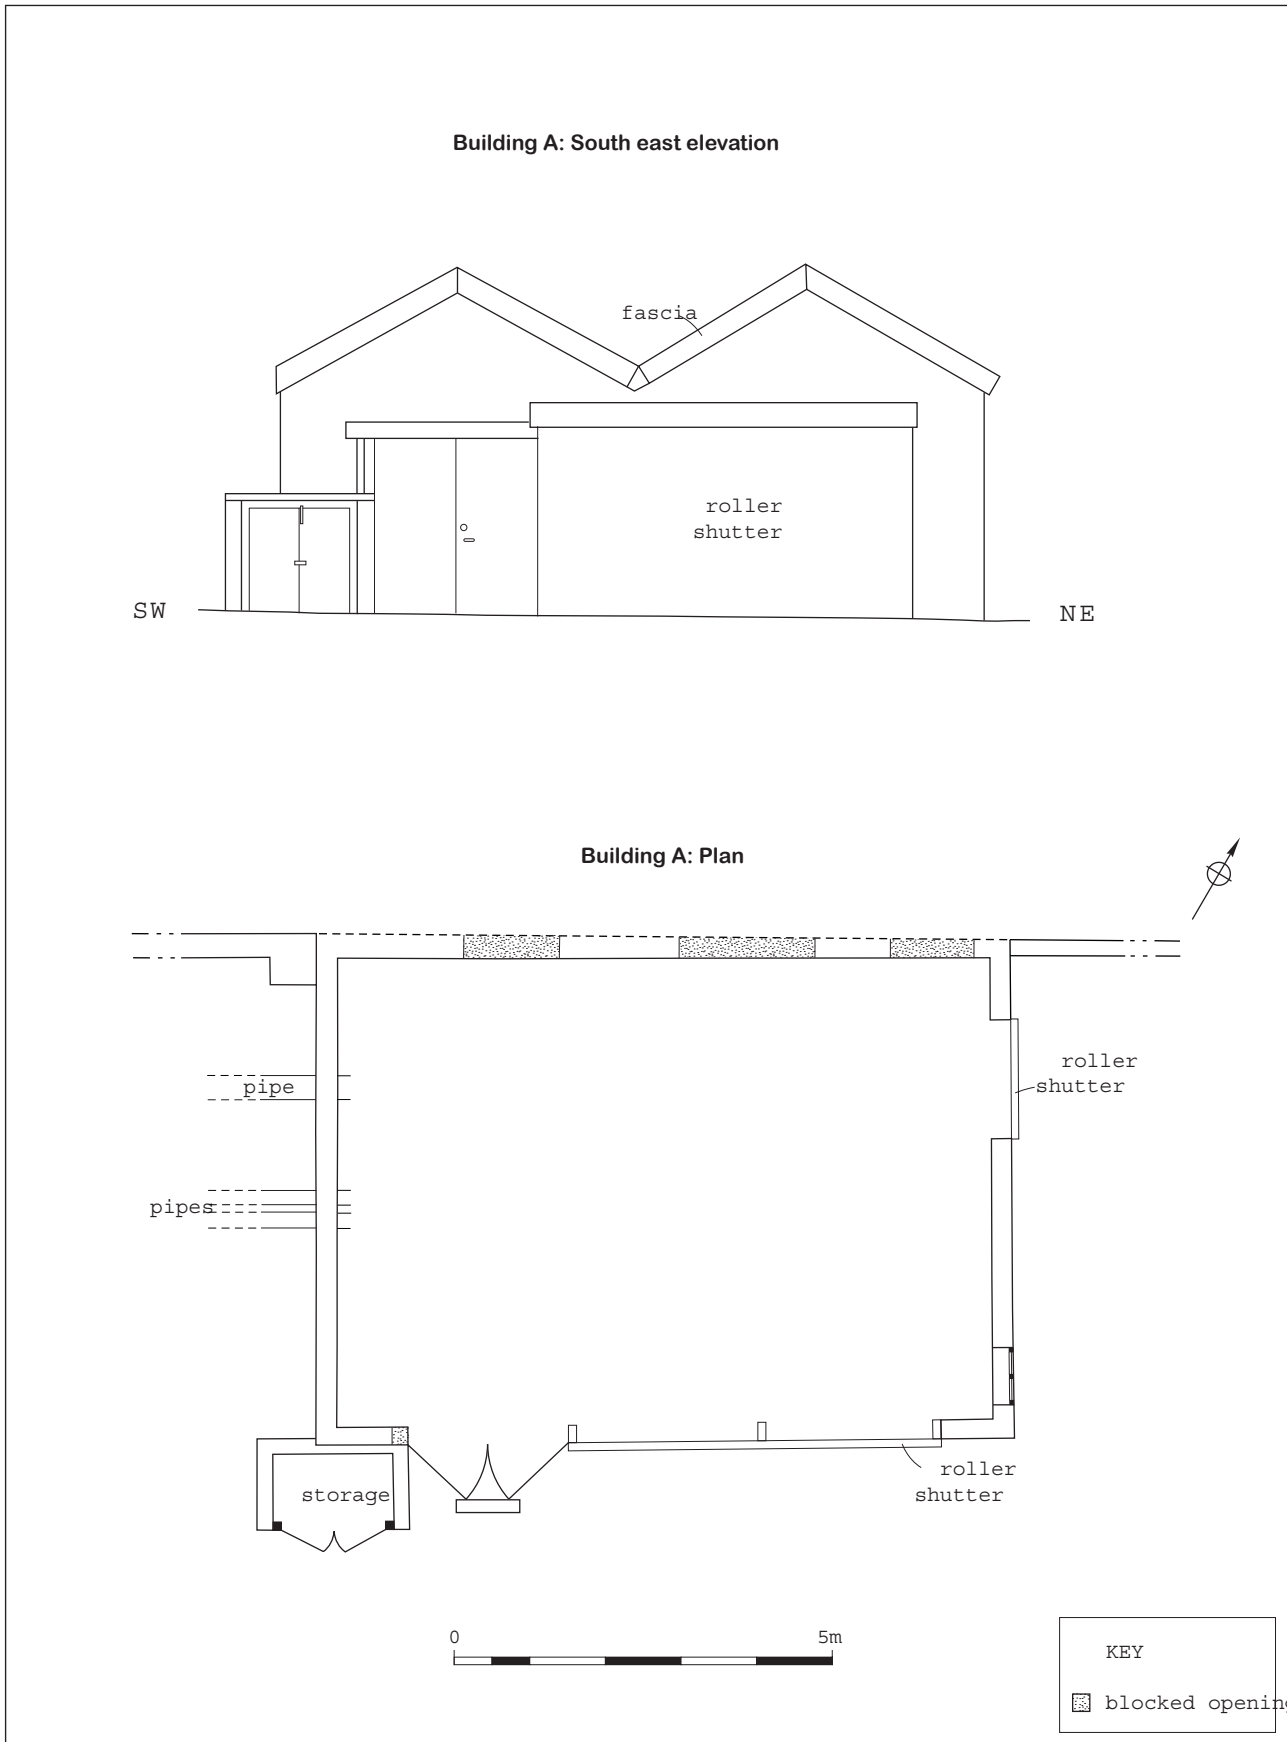 Building A: South east elevation
fascia
roller
shutter
SW
NE
Building A: Plan
roller
shutter
pipe
pipes
roller
shutter
storage
0
5m
KEY
blocked opening